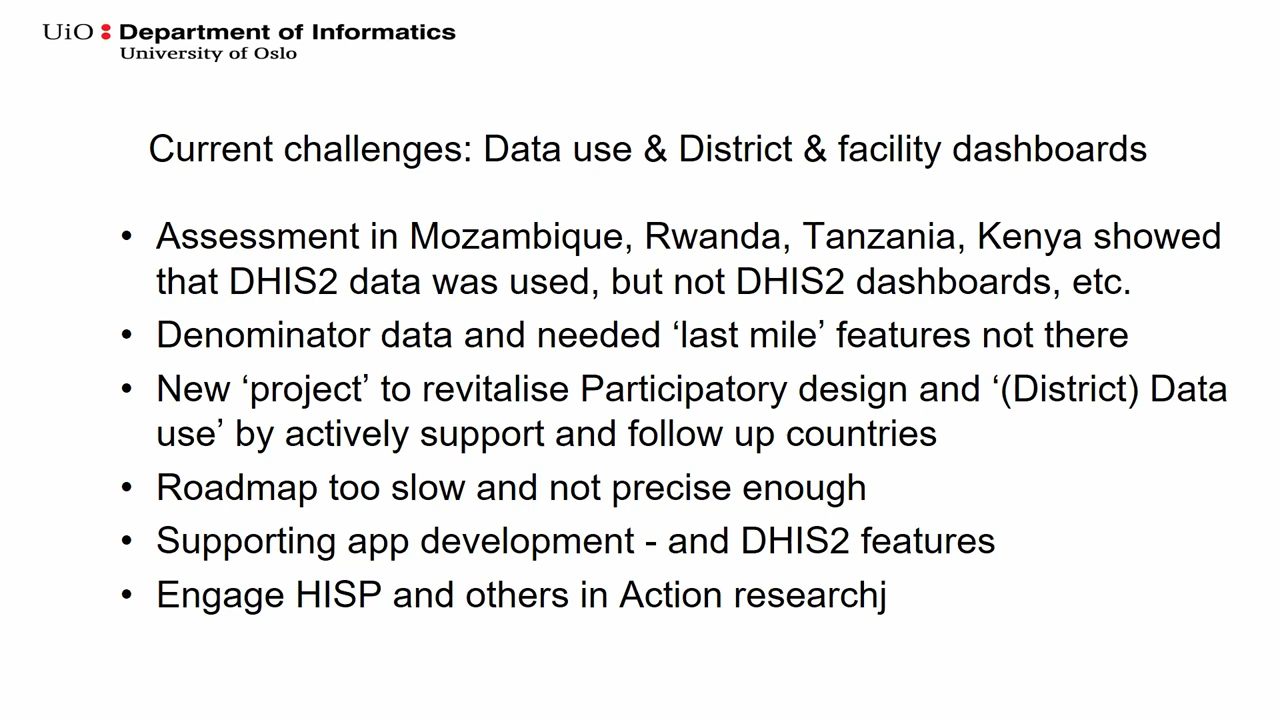 UiO Department of Informatics
University of Oslo
Current challenges: Data use & District & facility dashboards
• Assessment in Mozambique, Rwanda, Tanzania, Kenya showed
that DHIS2 data was used, but not DHIS2 dashboards, etc.
• Denominator data and needed ‘last mile’ features not there
• New ‘project’ to revitalise Participatory design and ‘(District) Data
use’ by actively support and follow up countries
• Roadmap too slow and not precise enough
• Supporting app development - and DHIS2 features
• Engage HISP and others in Action researchj